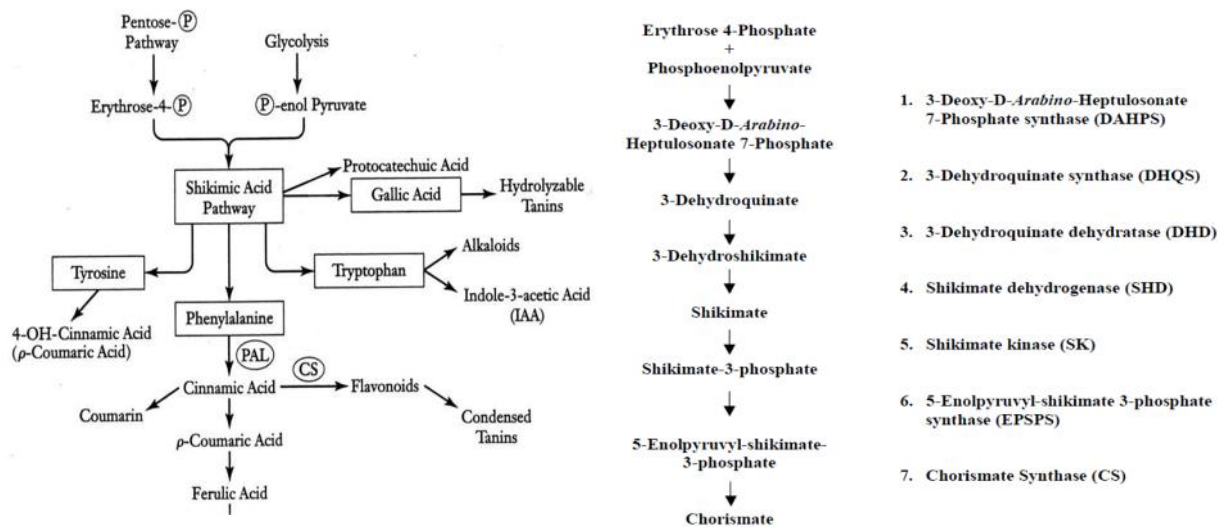 Pentose-Ⓟ
Pathway
Glycolysis
Erythrose-4-Ⓟ
Ⓟ-enol Pyruvate
Shikimic Acid
Pathway
Protocatechuic Acid
Gallic Acid
Hydrolyzable
Tanins
Tyrosine
Tryptophan
Alkaloids
Indole-3-acetic Acid
(IAA)
4-OH-Cinnamic Acid
(ρ-Coumaric Acid)
Phenylalanine
PAL
CS
Cinnamic Acid
Flavonoids
Coumarin
Condensed
Tanins
ρ-Coumaric Acid
Ferulic Acid
Erythrose 4-Phosphate
+
Phosphoenolpyruvate
3-Deoxy-D-Arabino-
Heptulosonate 7-Phosphate
3-Dehydroquinate
3-Dehydroshikimate
Shikimate
Shikimate-3-phosphate
5-Enolpyruvyl-shikimate-
3-phosphate
Chorismate
1. 3-Deoxy-D-Arabino-Heptulosonate
7-Phosphate synthase (DAHPS)
2. 3-Dehydroquinate synthase (DHQS)
3. 3-Dehydroquinate dehydratase (DHD)
4. Shikimate dehydrogenase (SHD)
5. Shikimate kinase (SK)
6. 5-Enolpyruvyl-shikimate 3-phosphate
synthase (EPSPS)
7. Chorismate Synthase (CS)